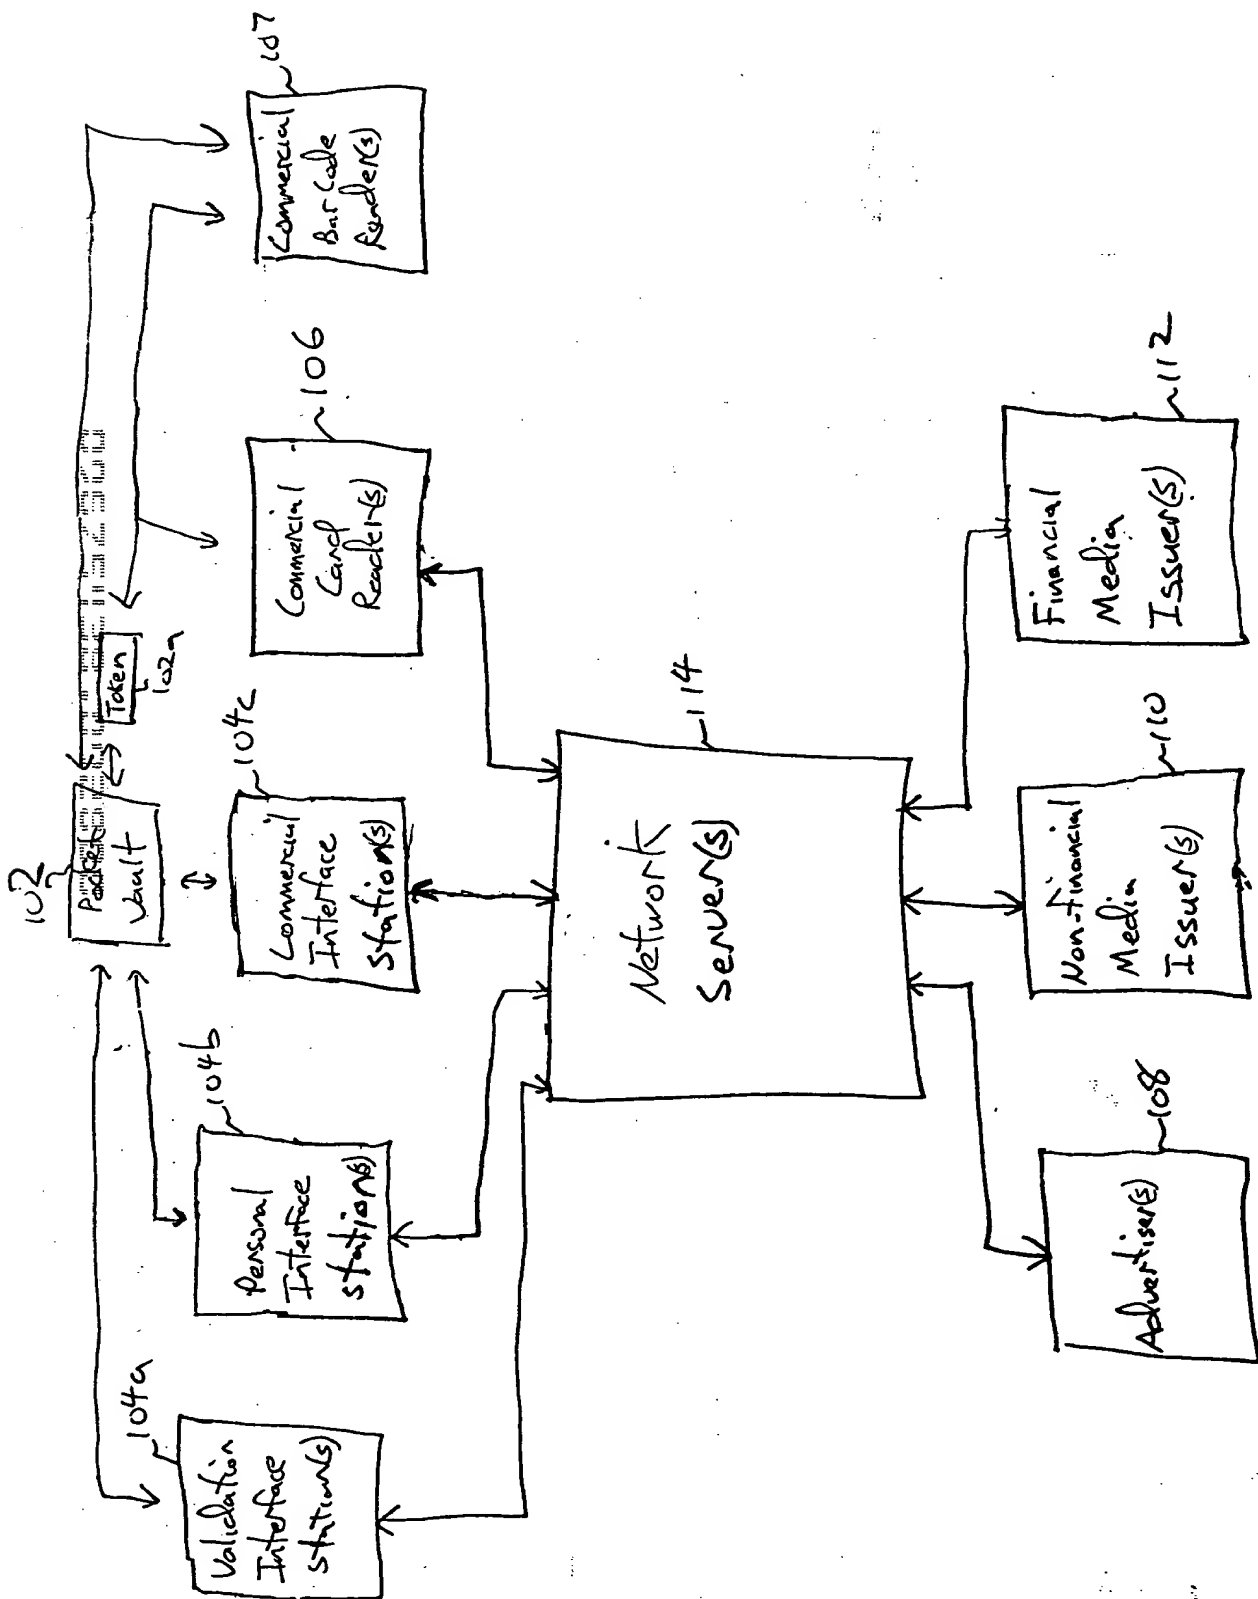 102
Pocket
Vault
Token
102a
104a
Validation
Interface
Station(s)
104b
Personal
Interface
Station(s)
104c
Commercial
Interface
Station(s)
106
Commercial
Card
Reader(s)
107
Commercial
Bar Code
Reader(s)
Network
Server(s)
114
Advertiser(s)
108
Non-Financial
Media
Issuer(s)
110
Financial
Media
Issuer(s)
112